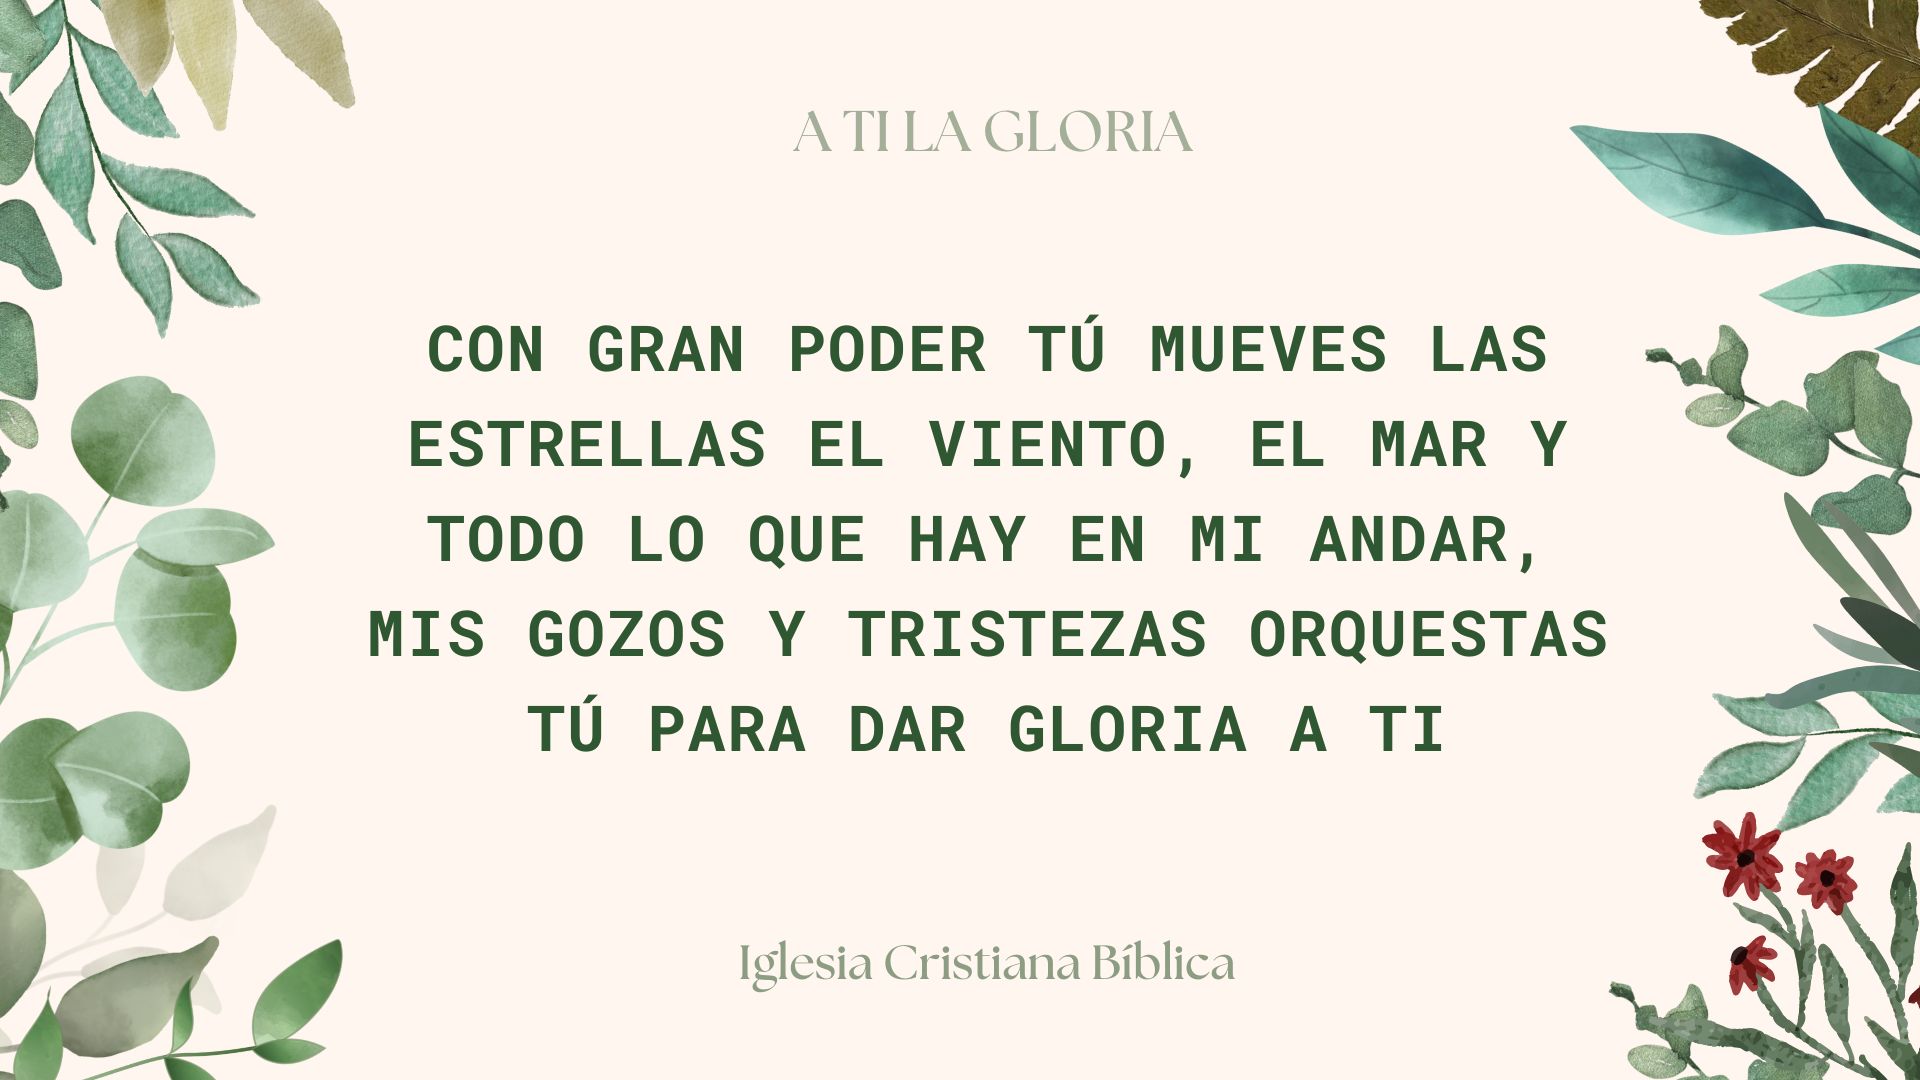 A TI LA GLORIA
CON GRAN PODER TÚ MUEVES LAS
ESTRELLAS EL VIENTO, EL MAR Y
TODO LO QUE HAY EN MI ANDAR,
MIS GOZOS Y TRISTEZAS ORQUESTAS
TÚ PARA DAR GLORIA A TI
Iglesia Cristiana Bíblica